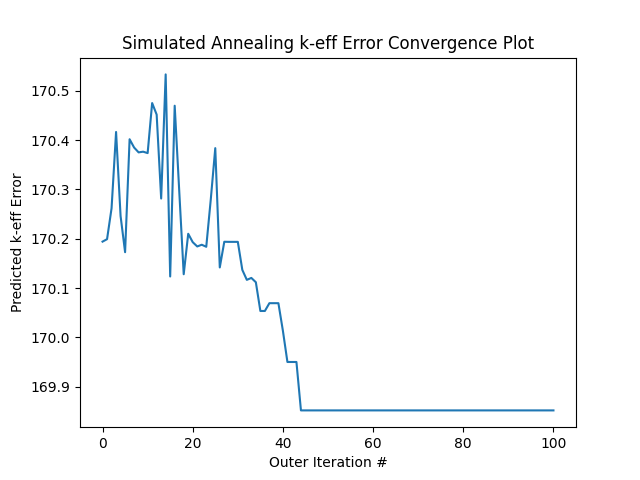 Simulated Annealing k-eff Error Convergence Plot
170.5
170.4
170.3
170.2
170.1
170.0
169.9
Predicted k-eff Error
0 20 40 60 80 100
Outer Iteration #